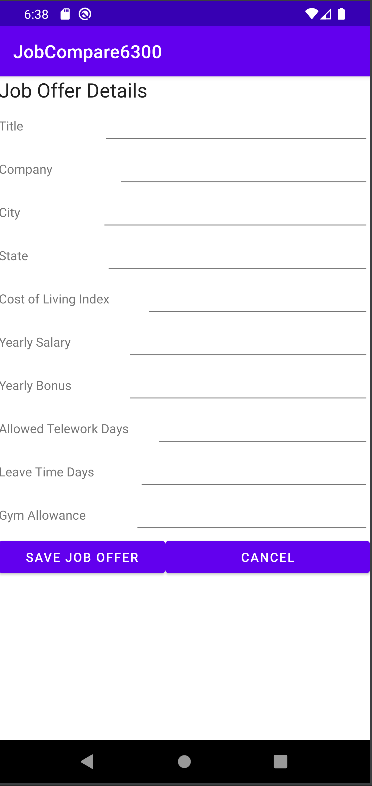 6:38
JobCompare6300
Job Offer Details
Title
Company
City
State
Cost of Living Index
Yearly Salary
Yearly Bonus
Allowed Telework Days
Leave Time Days
Gym Allowance
SAVE JOB OFFER CANCEL